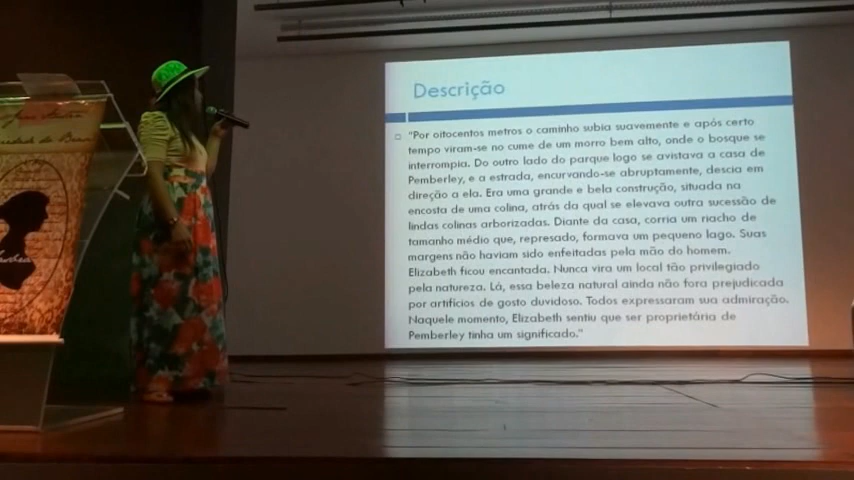 Descrição
"Por oitocentos metros o caminho subia suavemente e após certo
tempo viram-se no cume de um morro bem alto, onde o bosque se
interrompia. Do outro lado do parque logo se avistava a casa de
Pemberley, e a estrada, encurvando-se abruptamente, descia em
direção a ela. Era uma grande e bela construção, situada na
encosta de uma colina, atrás da qual se elevava outra sucessão de
lindas colinas arborizadas. Diante da casa, corria um riacho de
tamanho médio que, represado, formava um pequeno lago. Suas
margens não haviam sido enfeitadas pela mão do homem.
Elizabeth ficou encantada. Nunca vira um local tão privilegiado
pela natureza. Lá, essa beleza natural ainda não fora prejudicada
por artifícios de gosto duvidoso. Todos expressaram sua admiração.
Naquele momento, Elizabeth sentiu que ser proprietária de
Pemberley tinha um significado."